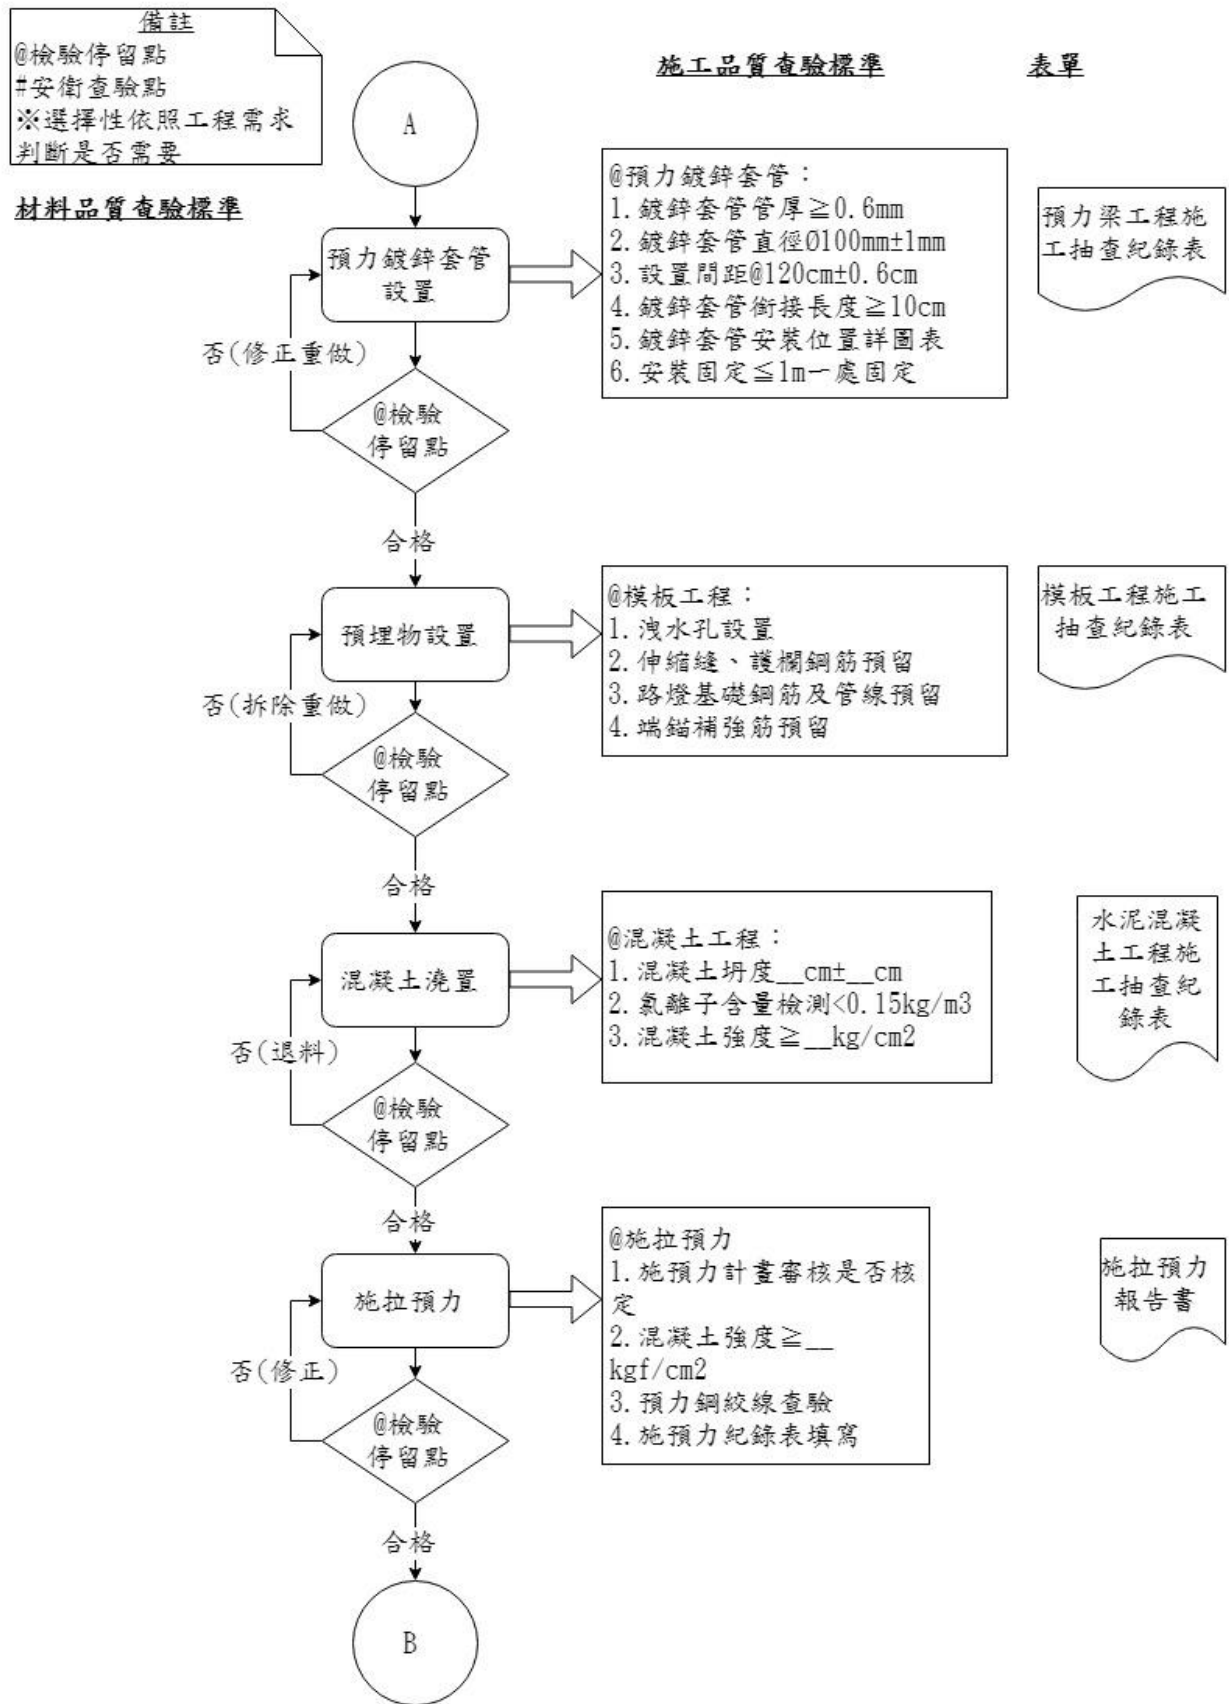 備註
@檢驗停留點
#安衛查驗點
※選擇性依照工程需求
判斷是否需要
材料品質查驗標準
施工品質查驗標準
表單
A
預力鍍鋅套管
設置
@預力鍍鋅套管：
1.鍍鋅套管管厚≧0.6mm
2.鍍鋅套管直徑Ø100mm±1mm
3.設置間距@120cm±0.6cm
4.鍍鋅套管銜接長度≧10cm
5.鍍鋅套管安裝位置詳圖表
6.安裝固定≦1m一處固定
預力梁工程施
工抽查紀錄表
否(修正重做)
@檢驗
停留點
合格
預埋物設置
@模板工程：
1.洩水孔設置
2.伸縮縫、護欄鋼筋預留
3.路燈基礎鋼筋及管線預留
4.端錨補強筋預留
模板工程施工
抽查紀錄表
否(拆除重做)
@檢驗
停留點
合格
混凝土澆置
@混凝土工程：
1.混凝土坍度__cm±__cm
2.氯離子含量檢測<0.15kg/m3
3.混凝土強度≧__kg/cm2
水泥混凝
土工程施
工抽查紀
錄表
否(退料)
@檢驗
停留點
合格
施拉預力
@施拉預力
1.施預力計畫審核是否核
定
2.混凝土強度≧__
kgf/cm2
3.預力鋼絞線查驗
4.施預力紀錄表填寫
施拉預力
報告書
否(修正)
@檢驗
停留點
合格
B